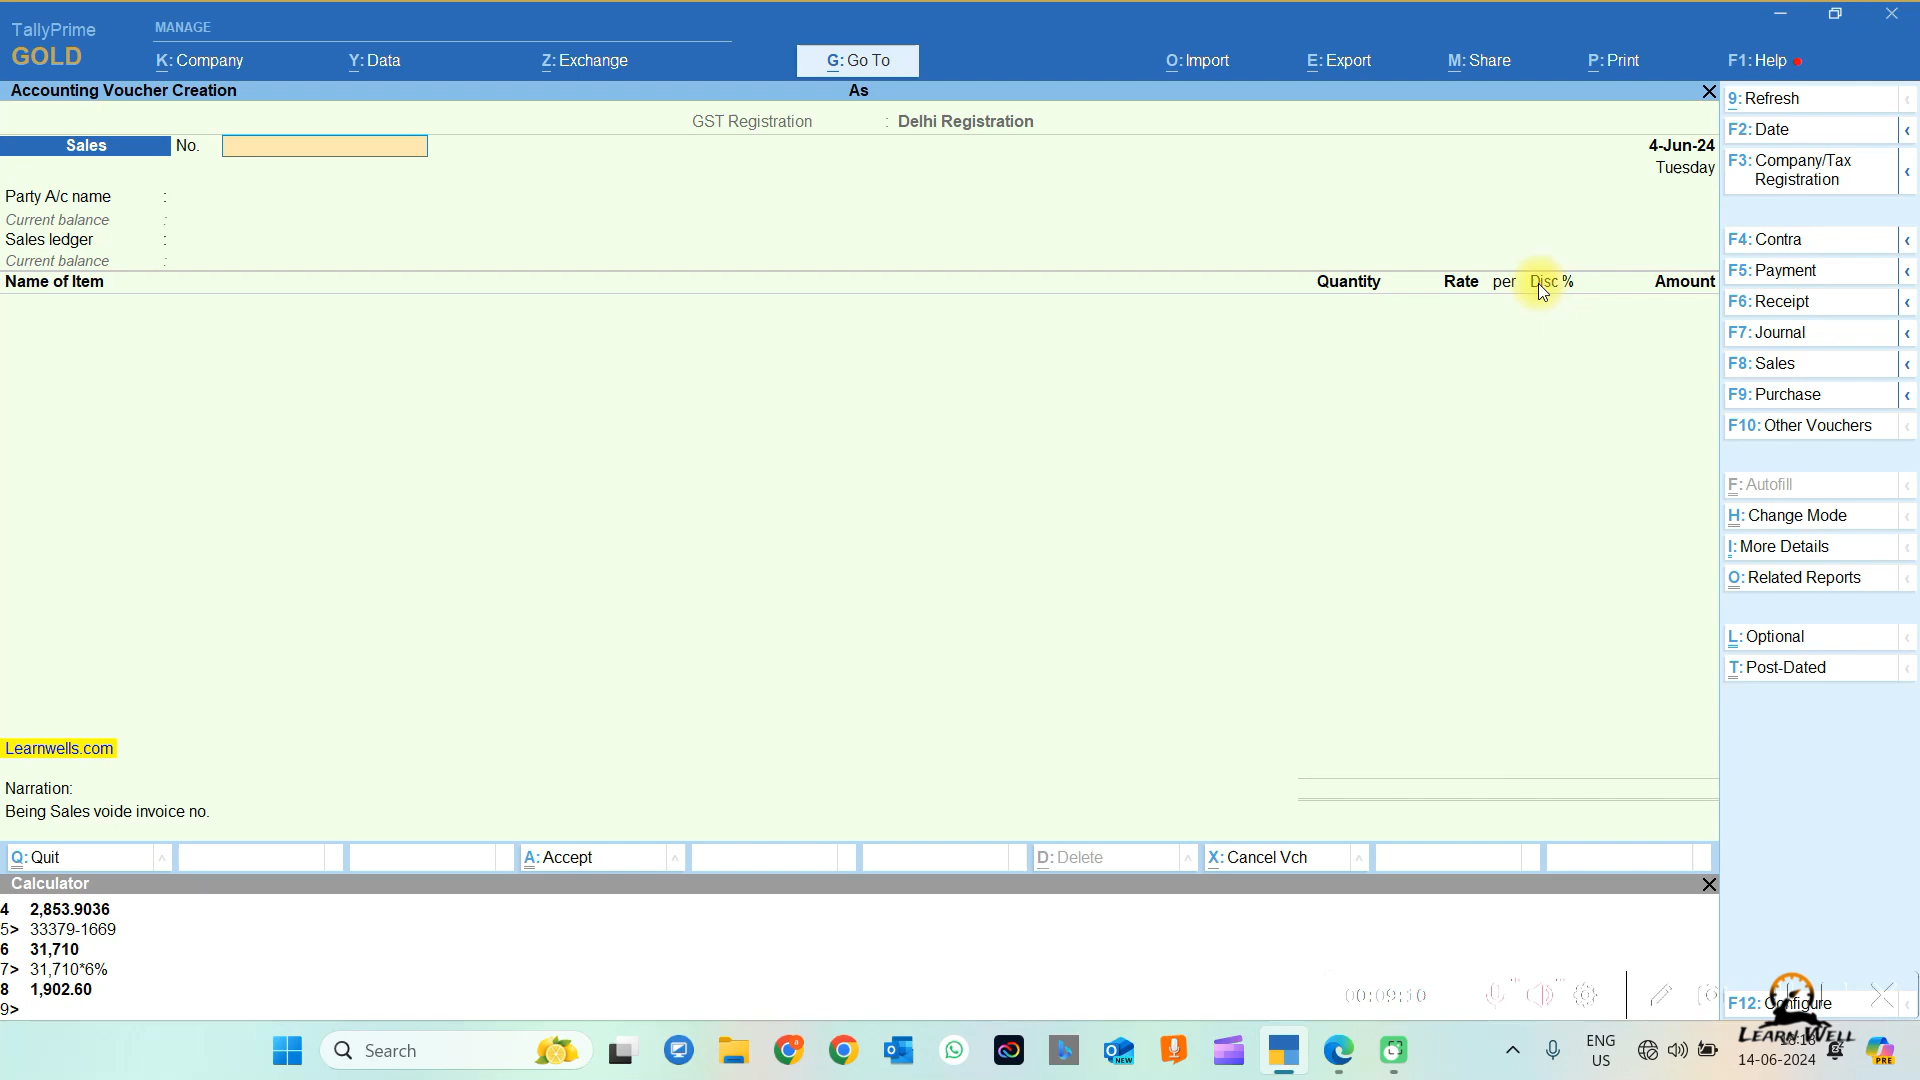 TallyPrime
GOLD
MANAGE
K: Company
Y: Data
Z: Exchange
G: Go To
O: Import
E: Export
M: Share
P: Print
F1: Help
Accounting Voucher Creation
As
GST Registration : Delhi Registration
Sales No.
4-Jun-24
Tuesday
Party A/c name :
Current balance :
Sales ledger :
Current balance :
Name of Item Quantity Rate per Disc % Amount
Learnwells.com
Narration:
Being Sales voide invoice no.
Q: Quit
A: Accept
D: Delete
X: Cancel Vch
9: Refresh
F2: Date
F3: Company/Tax
Registration
F4: Contra
F5: Payment
F6: Receipt
F7: Journal
F8: Sales
F9: Purchase
F10: Other Vouchers
F: Autofill
H: Change Mode
I: More Details
O: Related Reports
L: Optional
T: Post-Dated
F12: Configure
Calculator
4 2,853.9036
5> 33379-1669
6 31,710
7> 31,710*6%
8 1,902.60
9>
00:09:10
LEARN WELL
Search
NEW
ENG
US
14-06-2024
PRE